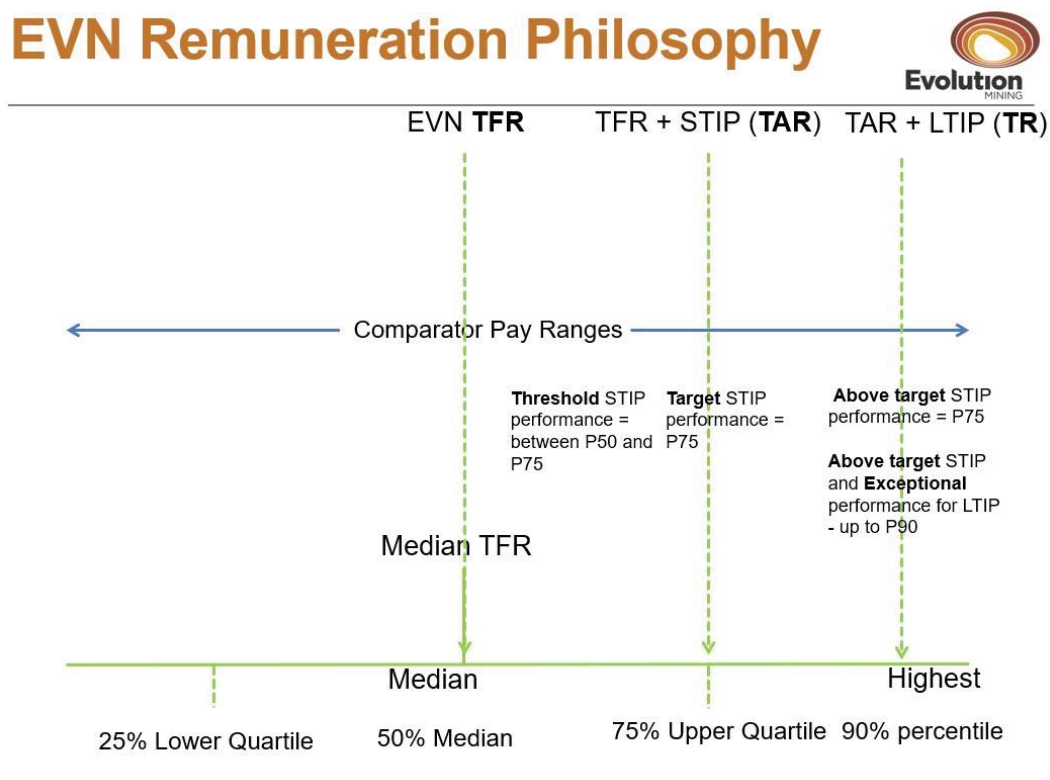 EVN Remuneration Philosophy
Evolution
MINING
EVN TFR
TFR + STIP (TAR)
TAR + LTIP (TR)
Comparator Pay Ranges
Threshold STIP
performance =
between P50 and
P75
Target STIP
performance =
P75
Above target STIP
performance = P75
Above target STIP
and Exceptional
performance for LTIP
- up to P90
Median TFR
Median
Highest
25% Lower Quartile
50% Median
75% Upper Quartile
90% percentile